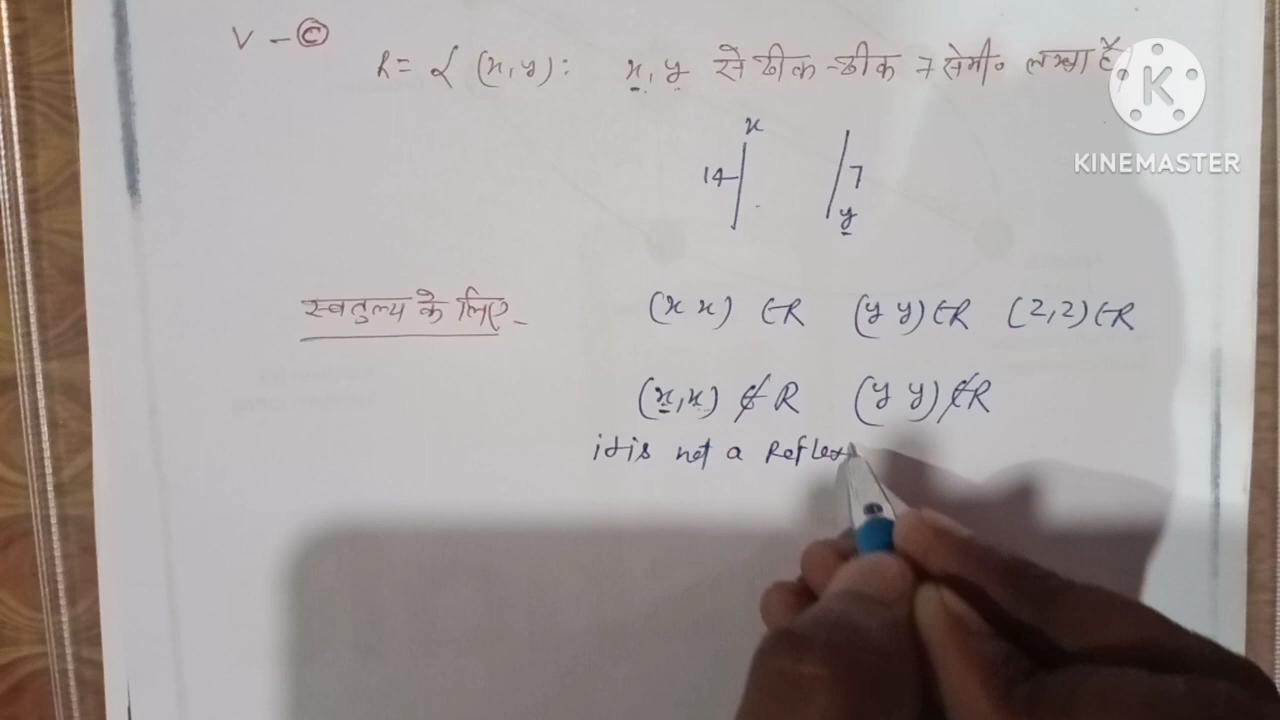 V - ©
R = { (x, y) : x, y से ठीक-ठीक 7 सेमी० लम्बा है}
KINEMASTER
x
14 7
y
स्वतुल्य के लिए -
(x x) ∈ R (y y) ∈ R (2,2) ∈ R
(x, x) ∉ R (y y) ∉ R
it is not a Reflex